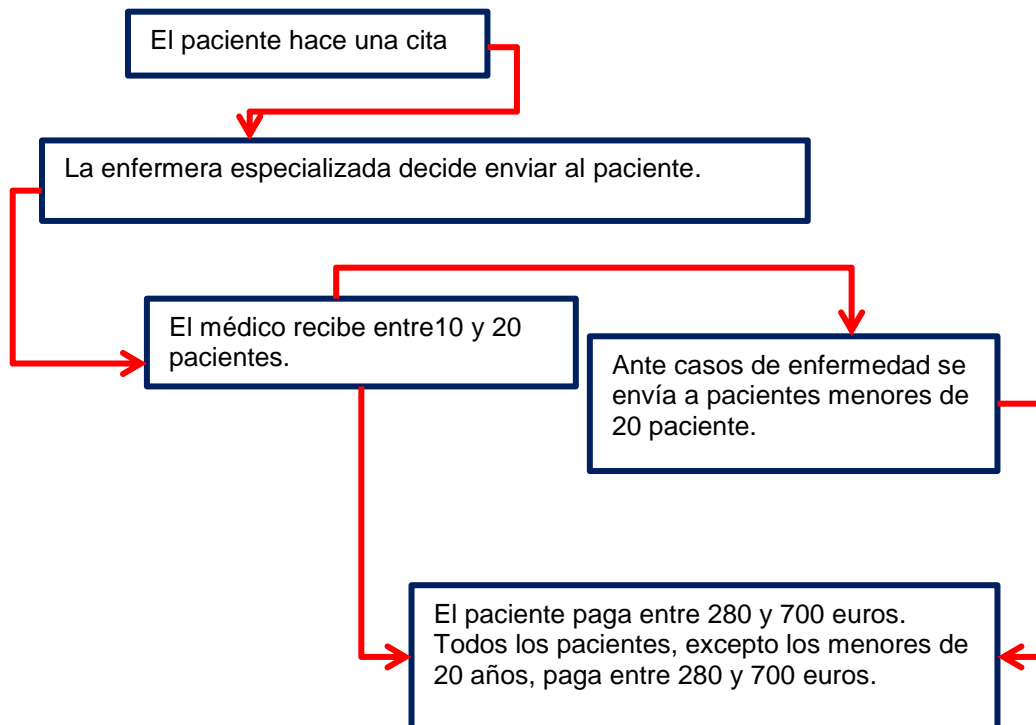 El paciente hace una cita
La enfermera especializada decide enviar al paciente.
El médico recibe entre10 y 20
pacientes.
Ante casos de enfermedad se
envía a pacientes menores de
20 paciente.
El paciente paga entre 280 y 700 euros.
Todos los pacientes, excepto los menores de
20 años, paga entre 280 y 700 euros.